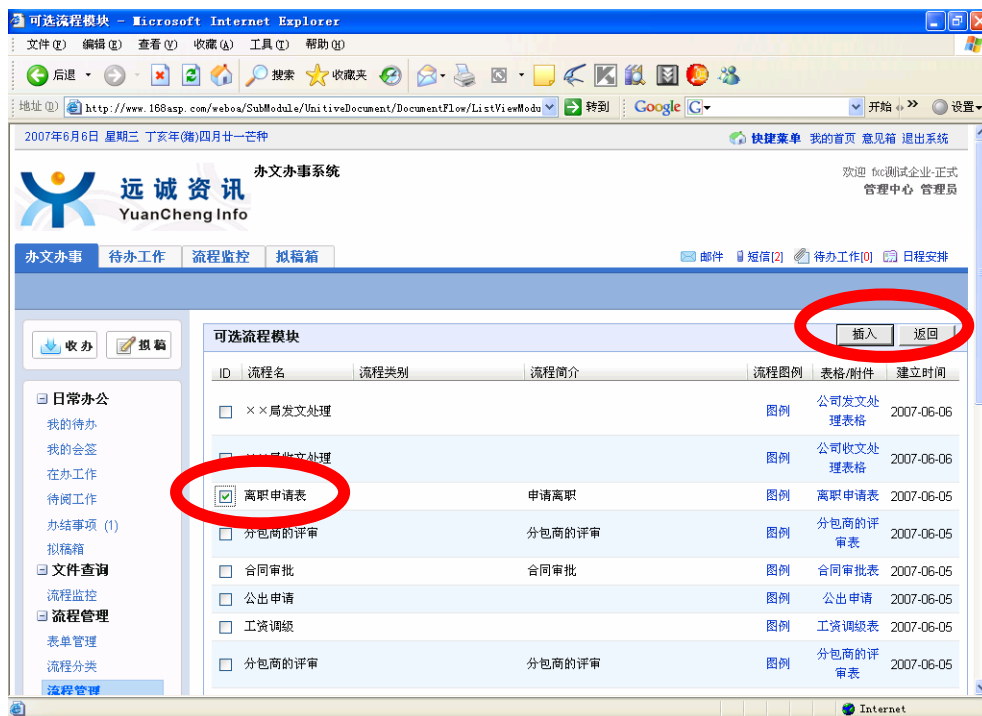 可选流程模块 - Microsoft Internet Explorer
文件(F) 编辑(E) 查看(V) 收藏(A) 工具(T) 帮助(H)
后退 搜索 收藏夹
地址(D) http://www.168asp.com/weboa/SubModule/UnitiveDocument/DocumentFlow/ListViewModu 转到 Google G 开始 设置
2007年6月6日 星期三 丁亥年(猪)四月廿一芒种 快捷菜单 我的首页 意见箱 退出系统
远诚资讯
YuanCheng Info
办文办事系统
欢迎 fxc测试企业-正式
管理中心 管理员
办文办事 待办工作 流程监控 拟稿箱 邮件 短信[2] 待办工作[0] 日程安排
收办 拟稿
日常办公
我的待办
我的会签
在办工作
待阅工作
办结事项 (1)
拟稿箱
文件查询
流程监控
流程管理
表单管理
流程分类
流程管理
可选流程模块 插入 返回
ID 流程名 流程类别 流程简介 流程图例 表格/附件 建立时间
××局发文处理 图例 公司发文处理表格 2007-06-06
局收文处理 图例 公司收文处理表格 2007-06-06
离职申请表 申请离职 图例 离职申请表 2007-06-05
分包商的评审 分包商的评审 图例 分包商的评审表 2007-06-05
合同审批 合同审批 图例 合同审批表 2007-06-05
公出申请 图例 公出申请 2007-06-05
工资调级 图例 工资调级表 2007-06-05
分包商的评审 分包商的评审 图例 分包商的评审表 2007-06-05
Internet